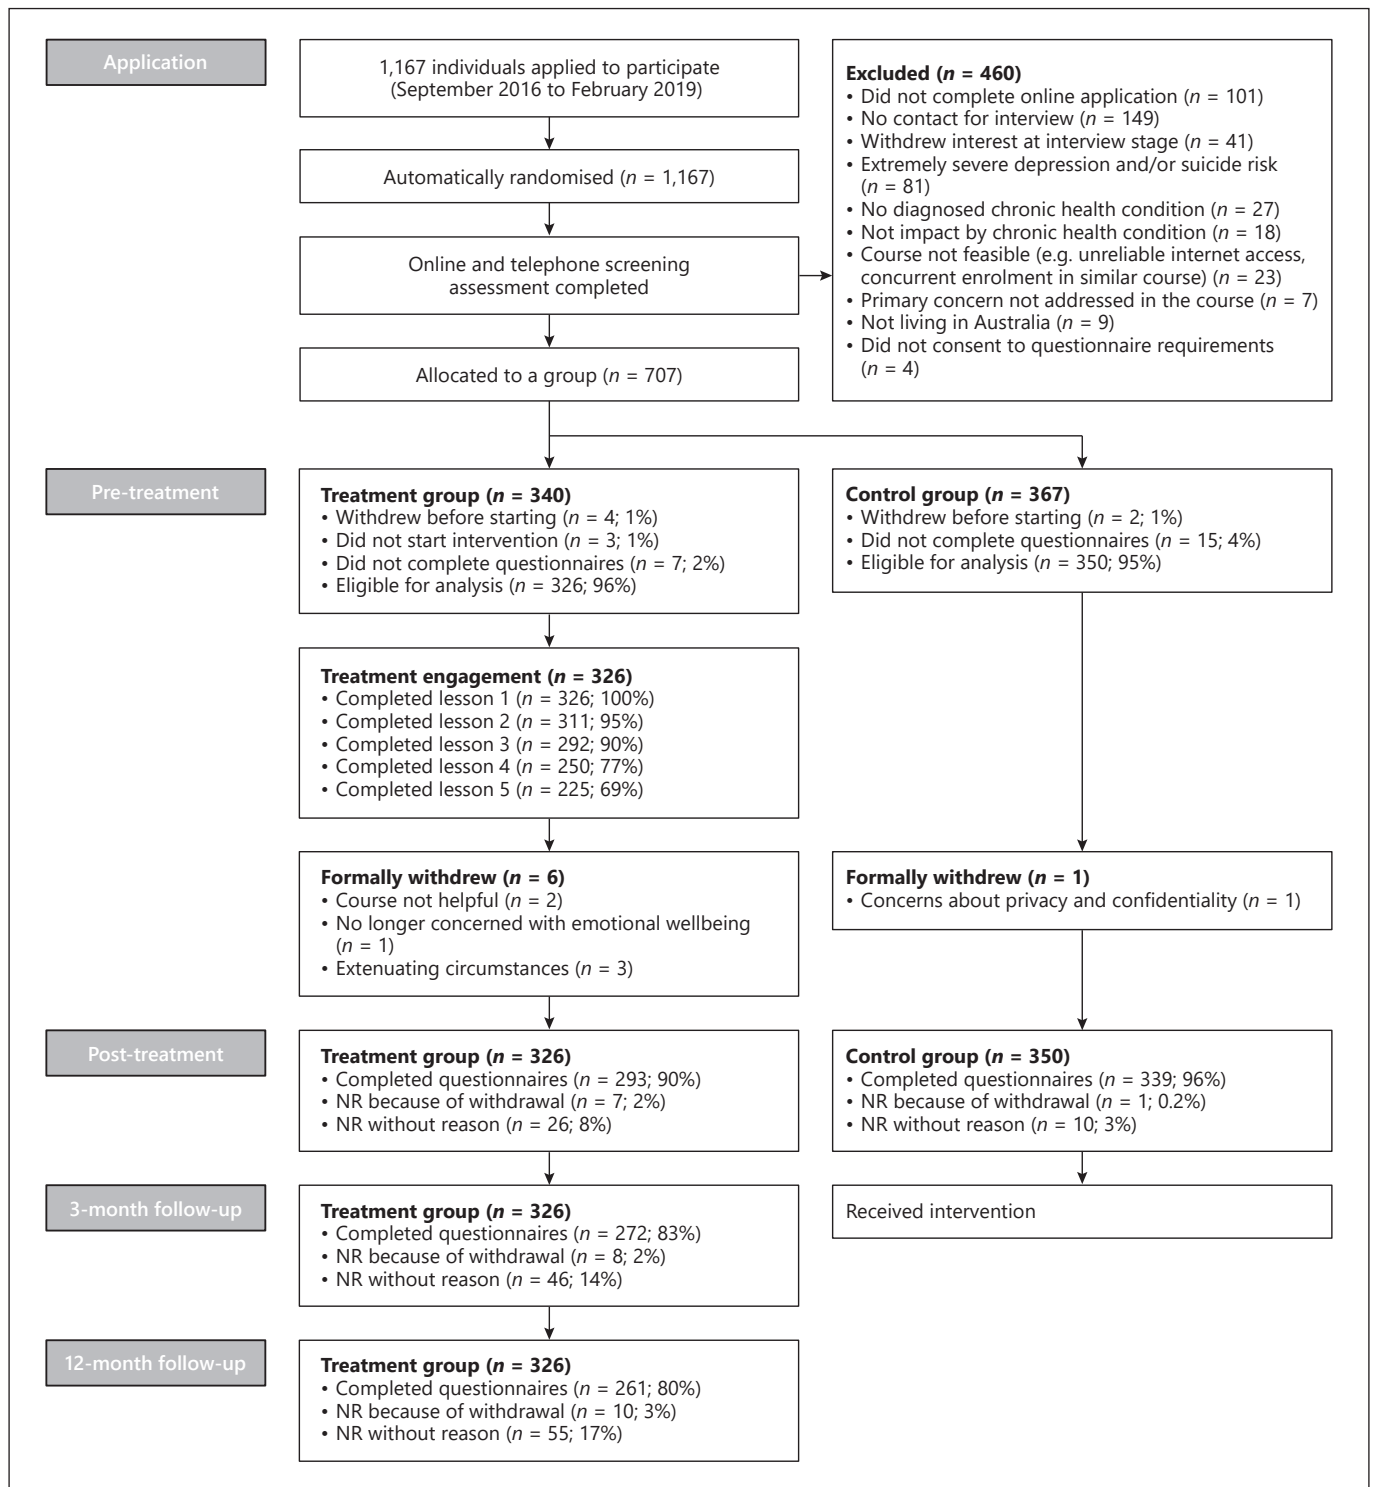 Application
1,167 individuals applied to participate
(September 2016 to February 2019)
Automatically randomised (n = 1,167)
Online and telephone screening
assessment completed
Allocated to a group (n = 707)
Excluded (n = 460)
• Did not complete online application (n = 101)
• No contact for interview (n = 149)
• Withdrew interest at interview stage (n = 41)
• Extremely severe depression and/or suicide risk
(n = 81)
• No diagnosed chronic health condition (n = 27)
• Not impact by chronic health condition (n = 18)
• Course not feasible (e.g. unreliable internet access,
concurrent enrolment in similar course) (n = 23)
• Primary concern not addressed in the course (n = 7)
• Not living in Australia (n = 9)
• Did not consent to questionnaire requirements
(n = 4)
Pre-treatment
Treatment group (n = 340)
• Withdrew before starting (n = 4; 1%)
• Did not start intervention (n = 3; 1%)
• Did not complete questionnaires (n = 7; 2%)
• Eligible for analysis (n = 326; 96%)
Control group (n = 367)
• Withdrew before starting (n = 2; 1%)
• Did not complete questionnaires (n = 15; 4%)
• Eligible for analysis (n = 350; 95%)
Treatment engagement (n = 326)
• Completed lesson 1 (n = 326; 100%)
• Completed lesson 2 (n = 311; 95%)
• Completed lesson 3 (n = 292; 90%)
• Completed lesson 4 (n = 250; 77%)
• Completed lesson 5 (n = 225; 69%)
Formally withdrew (n = 6)
• Course not helpful (n = 2)
• No longer concerned with emotional wellbeing
(n = 1)
• Extenuating circumstances (n = 3)
Formally withdrew (n = 1)
• Concerns about privacy and confidentiality (n = 1)
Post-treatment
Treatment group (n = 326)
• Completed questionnaires (n = 293; 90%)
• NR because of withdrawal (n = 7; 2%)
• NR without reason (n = 26; 8%)
Control group (n = 350)
• Completed questionnaires (n = 339; 96%)
• NR because of withdrawal (n = 1; 0.2%)
• NR without reason (n = 10; 3%)
3-month follow-up
Treatment group (n = 326)
• Completed questionnaires (n = 272; 83%)
• NR because of withdrawal (n = 8; 2%)
• NR without reason (n = 46; 14%)
Received intervention
12-month follow-up
Treatment group (n = 326)
• Completed questionnaires (n = 261; 80%)
• NR because of withdrawal (n = 10; 3%)
• NR without reason (n = 55; 17%)